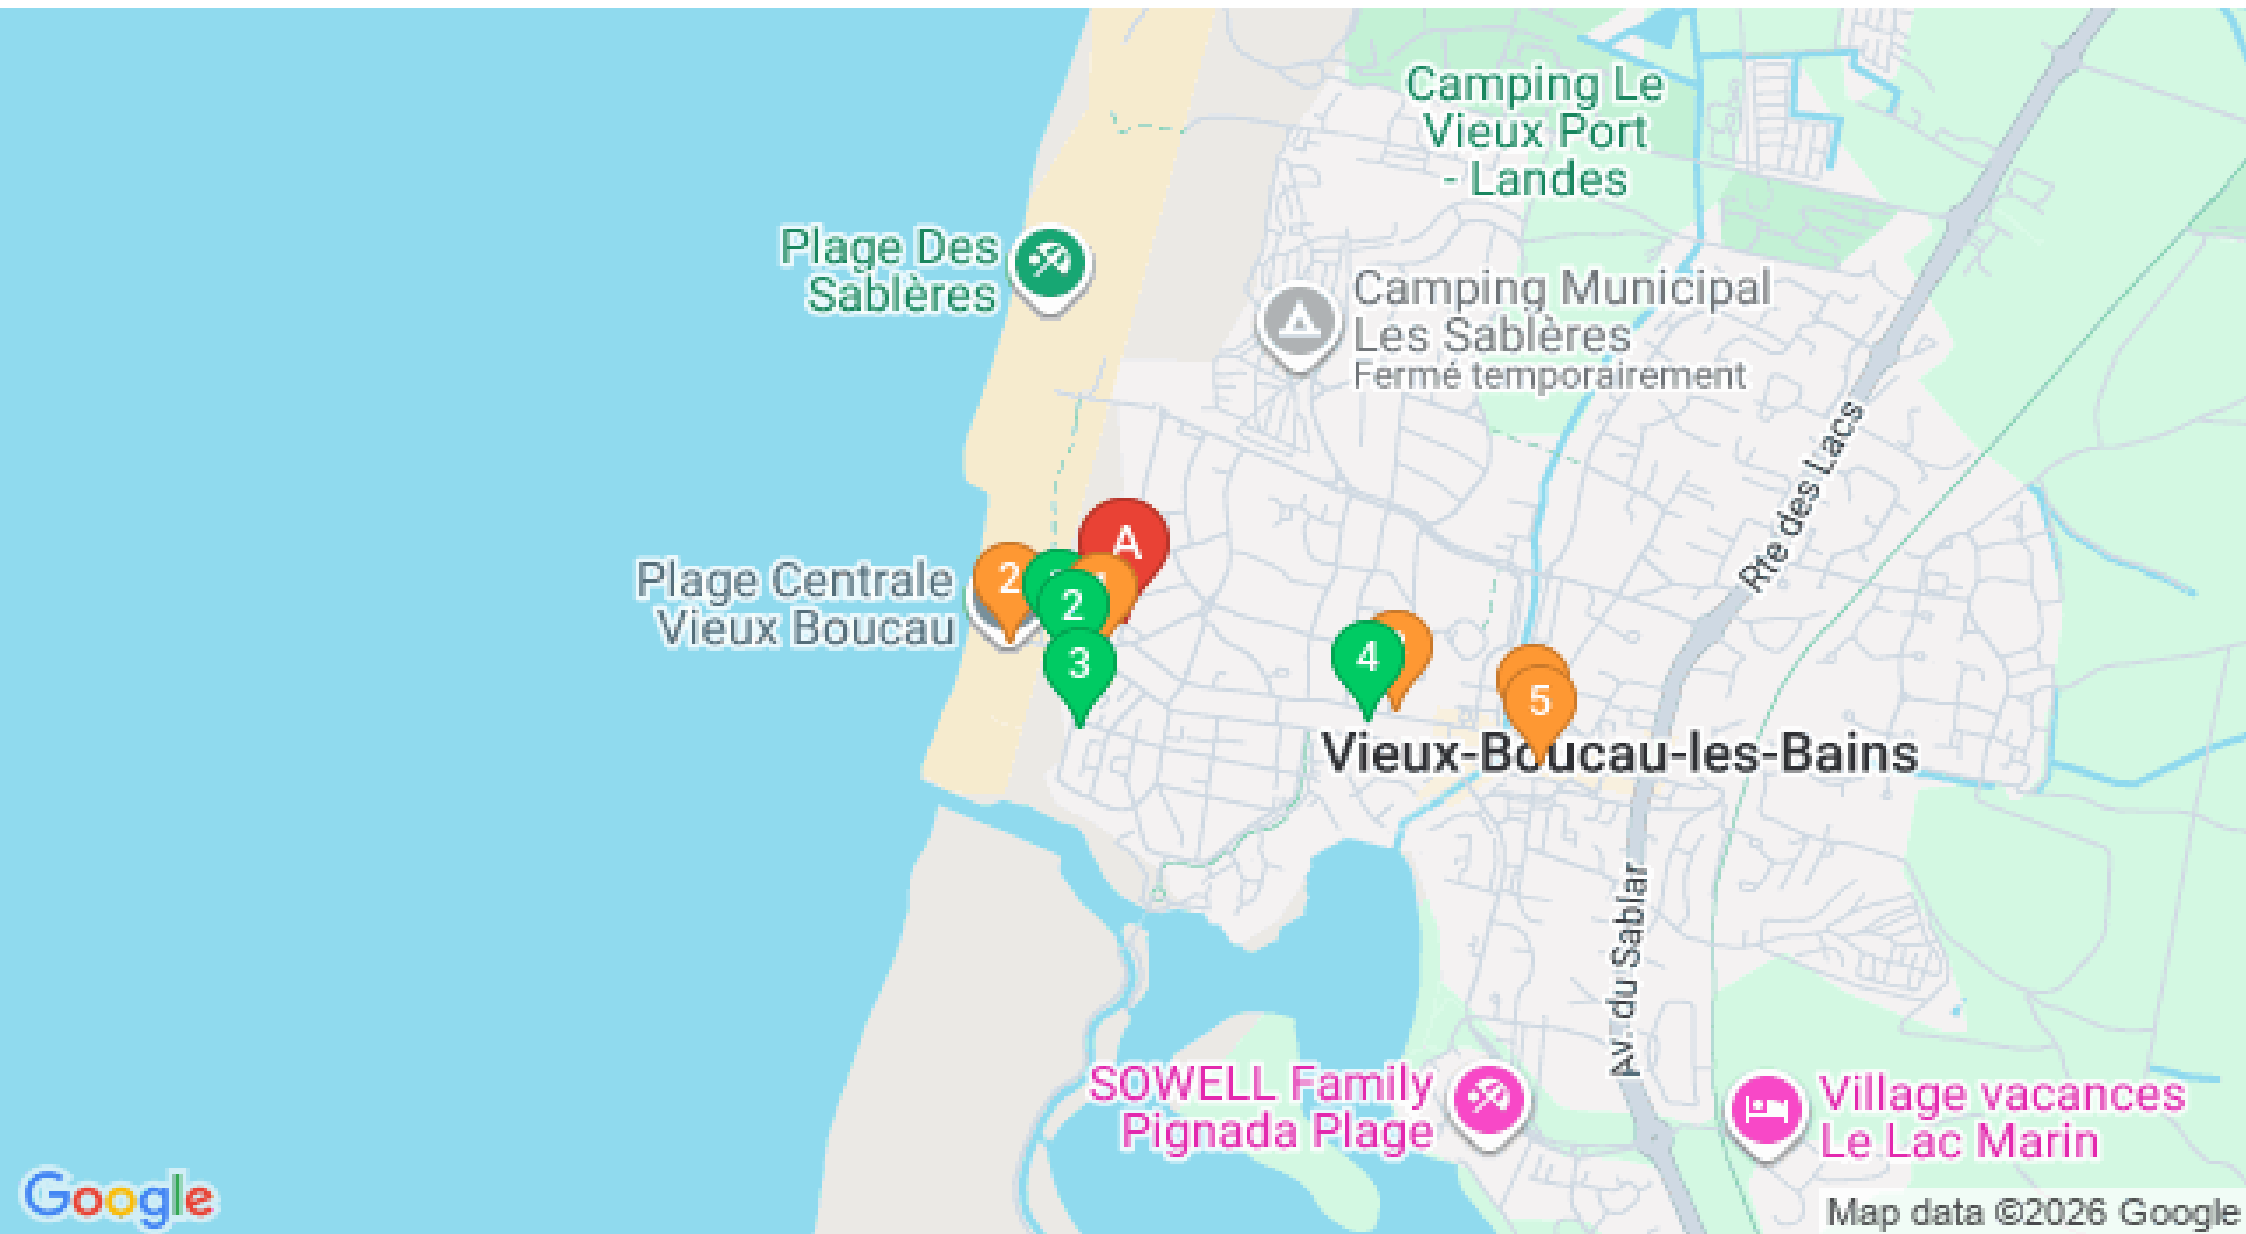 Camping Le
Vieux Port
- Landes
Plage Des
Sablères
Camping Municipal
Les Sablères
Fermé temporairement
Rte des Lacs
A
2
2
Plage Centrale
Vieux Boucau
3
4
5
Vieux-Boucau-les-Bains
Av. du Sablar
SOWELL Family
Pignada Plage
Village vacances
Le Lac Marin
Google
Map data ©2026 Google